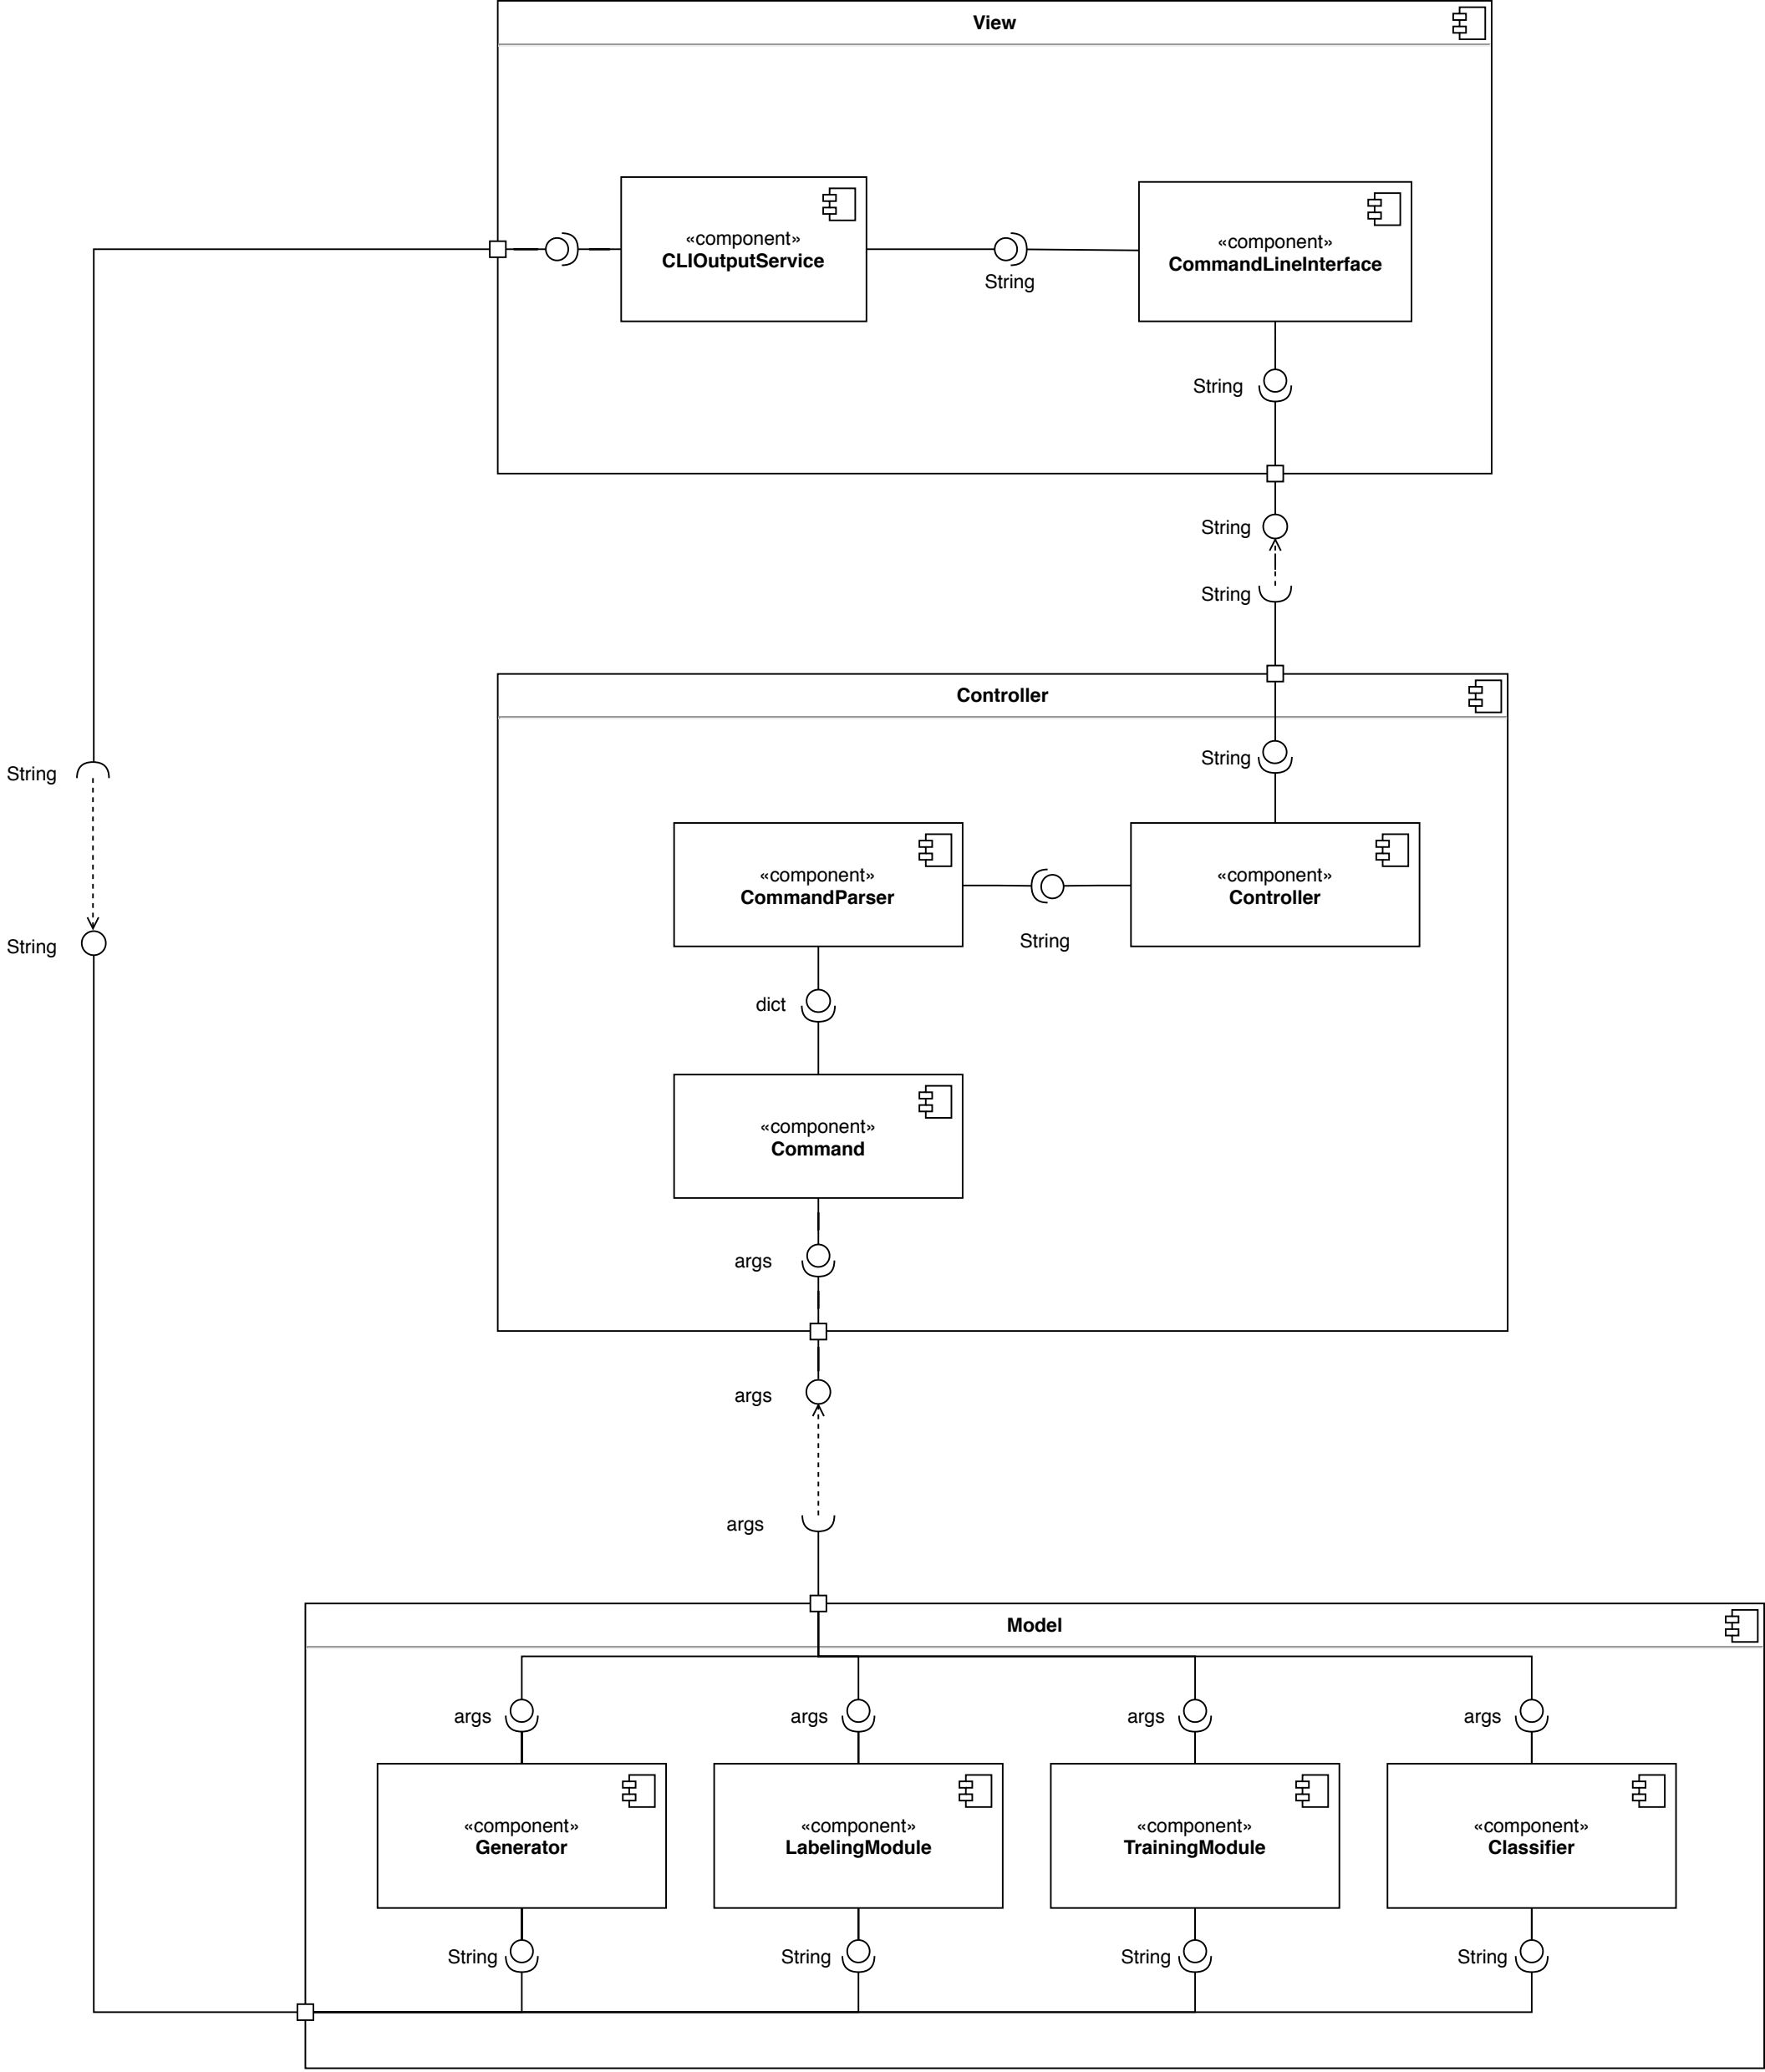 View
«component»
CLIOutputService
String
«component»
CommandLineInterface
String
String
String
Controller
String
String
«component»
CommandParser
String
«component»
Controller
String
dict
«component»
Command
args
args
args
Model
args
args
args
args
«component»
Generator
«component»
LabelingModule
«component»
TrainingModule
«component»
Classifier
String
String
String
String